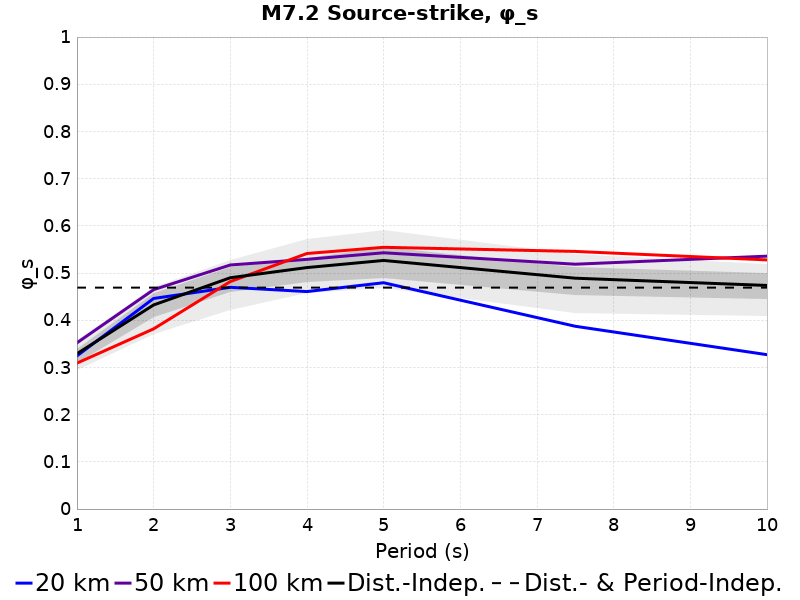 M7.2 Source-strike, φ_s
1
0.9
0.8
0.7
0.6
0.5
0.4
0.3
0.2
0.1
0
φ_s
1 2 3 4 5 6 7 8 9 10
Period (s)
20 km 50 km 100 km Dist.-Indep. Dist.- & Period-Indep.